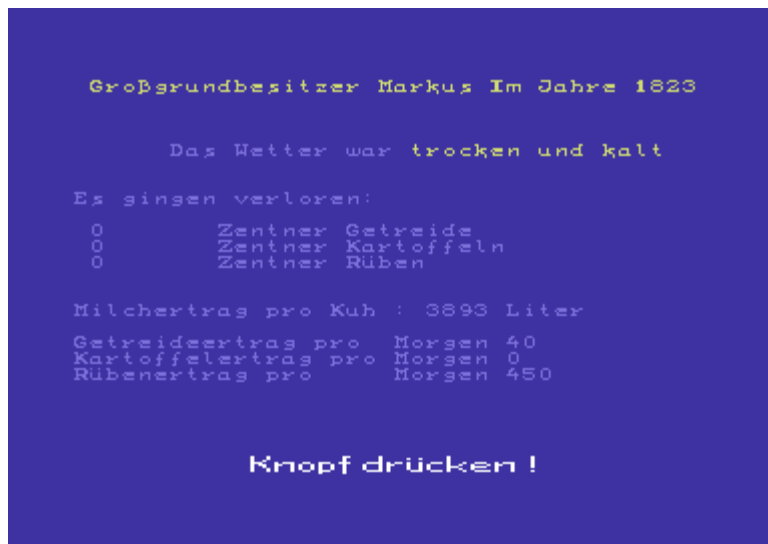 Großgrundbesitzer Markus Im Jahre 1823
Das Wetter war trocken und kalt
Es gingen verloren:
0 Zentner Getreide
0 Zentner Kartoffeln
0 Zentner Rüben
Milchertrag pro Kuh : 3893 Liter
Getreideertrag pro Morgen 40
Kartoffelertrag pro Morgen 0
Rübenertrag pro Morgen 450
Knopf drücken !